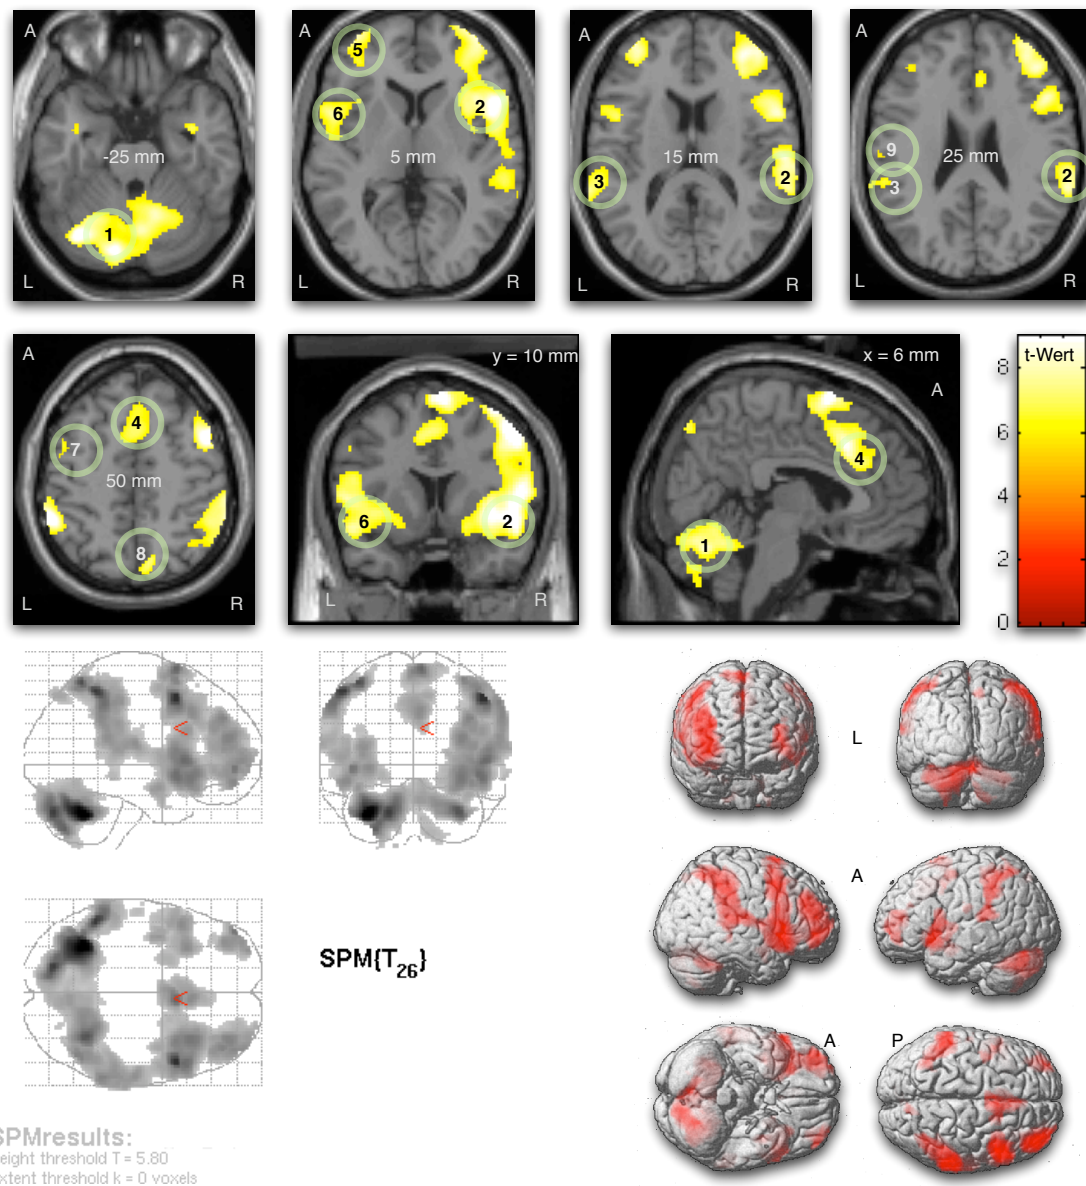 A
-25 mm
1
L
R
A
5
6
2
5 mm
L
R
A
3
2
15 mm
L
R
A
9
3
2
25 mm
L
R
A
4
7
50 mm
8
L
R
y = 10 mm
6
2
L
R
x = 6 mm
A
4
1
t-Wert
8
6
4
2
0
<
<
<
SPM{T26}
L
A
A
P
SPMresults:
eight threshold T = 5.80
xtent threshold k = 0 voxels